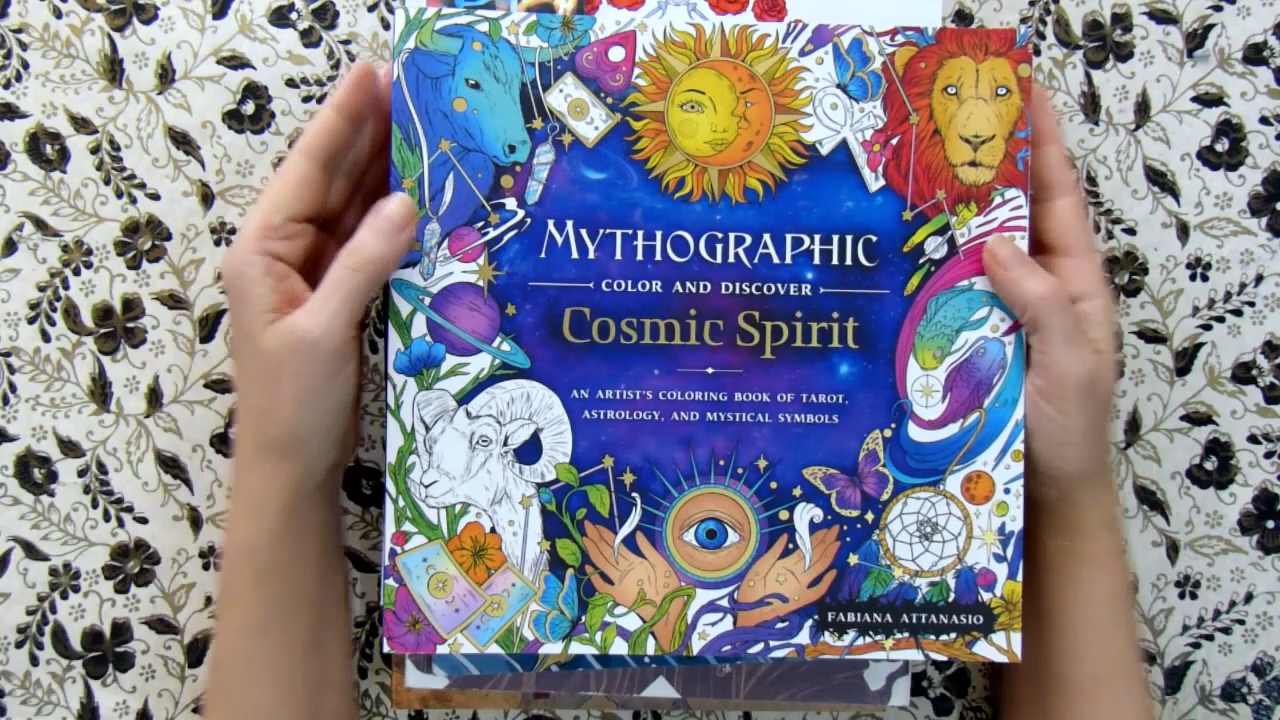 MYTHOGRAPHIC
COLOR AND DISCOVER
Cosmic Spirit
AN ARTIST'S COLORING BOOK OF TAROT,
ASTROLOGY, AND MYSTICAL SYMBOLS
FABIANA ATTANASIO